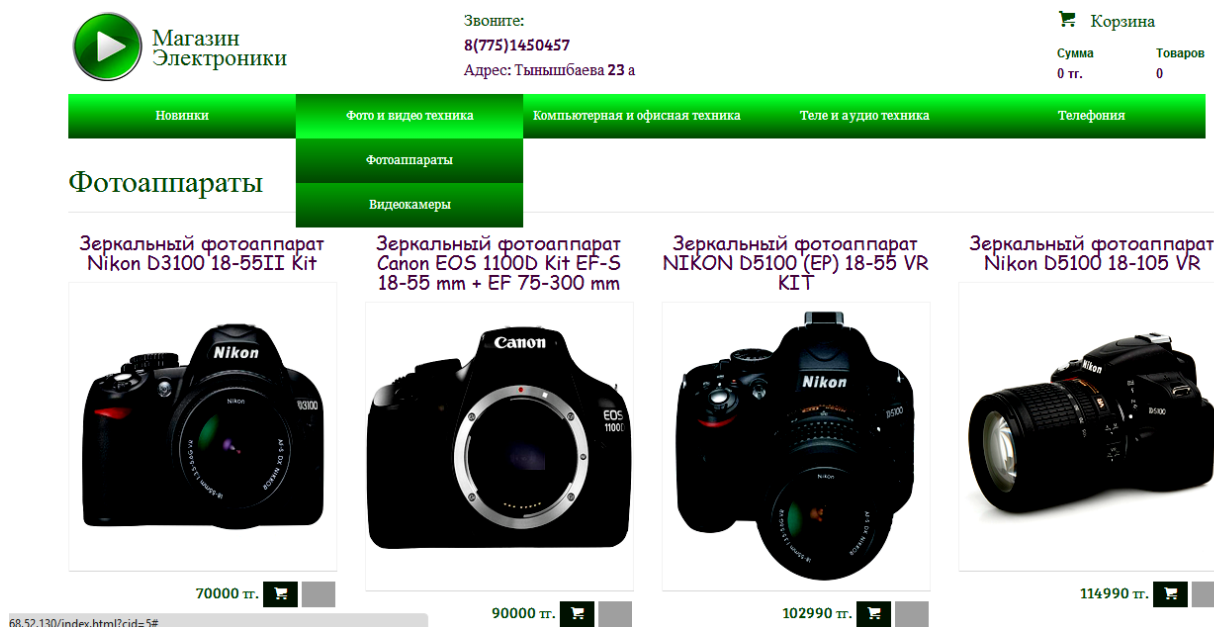 Магазин
Электроники
Звоните:
8(775)1450457
Адрес: Тынышбаева 23 а
Корзина
Сумма Товаров
0 тг. 0
Новинки Фото и видео техника Компьютерная и офисная техника Теле и аудио техника Телефония
Фотоаппараты
Видеокамеры
Фотоаппараты
Зеркальный фотоаппарат
Nikon D3100 18-55II Kit
Зеркальный фотоаппарат
Canon EOS 1100D Kit EF-S
18-55 mm + EF 75-300 mm
Зеркальный фотоаппарат
NIKON D5100 (EP) 18-55 VR
KIT
Зеркальный фотоаппарат
Nikon D5100 18-105 VR
Nikon
D3100
Nikon
Canon
EOS
1100D
Nikon
D5100
Nikon
Nikon
D5100
70000 тг.
90000 тг.
102990 тг.
114990 тг.
68.52.130/index.html?cid=5#